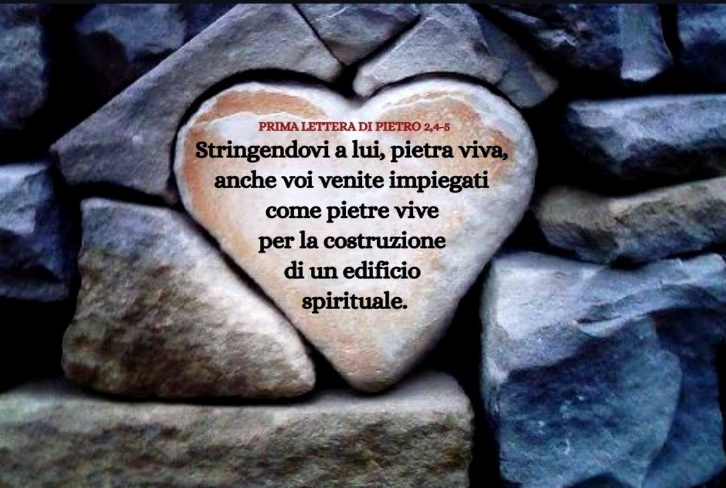 PRIMA LETTERA DI PIETRO 2,4-5
Stringendovi a lui, pietra viva,
anche voi venite impiegati
come pietre vive
per la costruzione
di un edificio
spirituale.